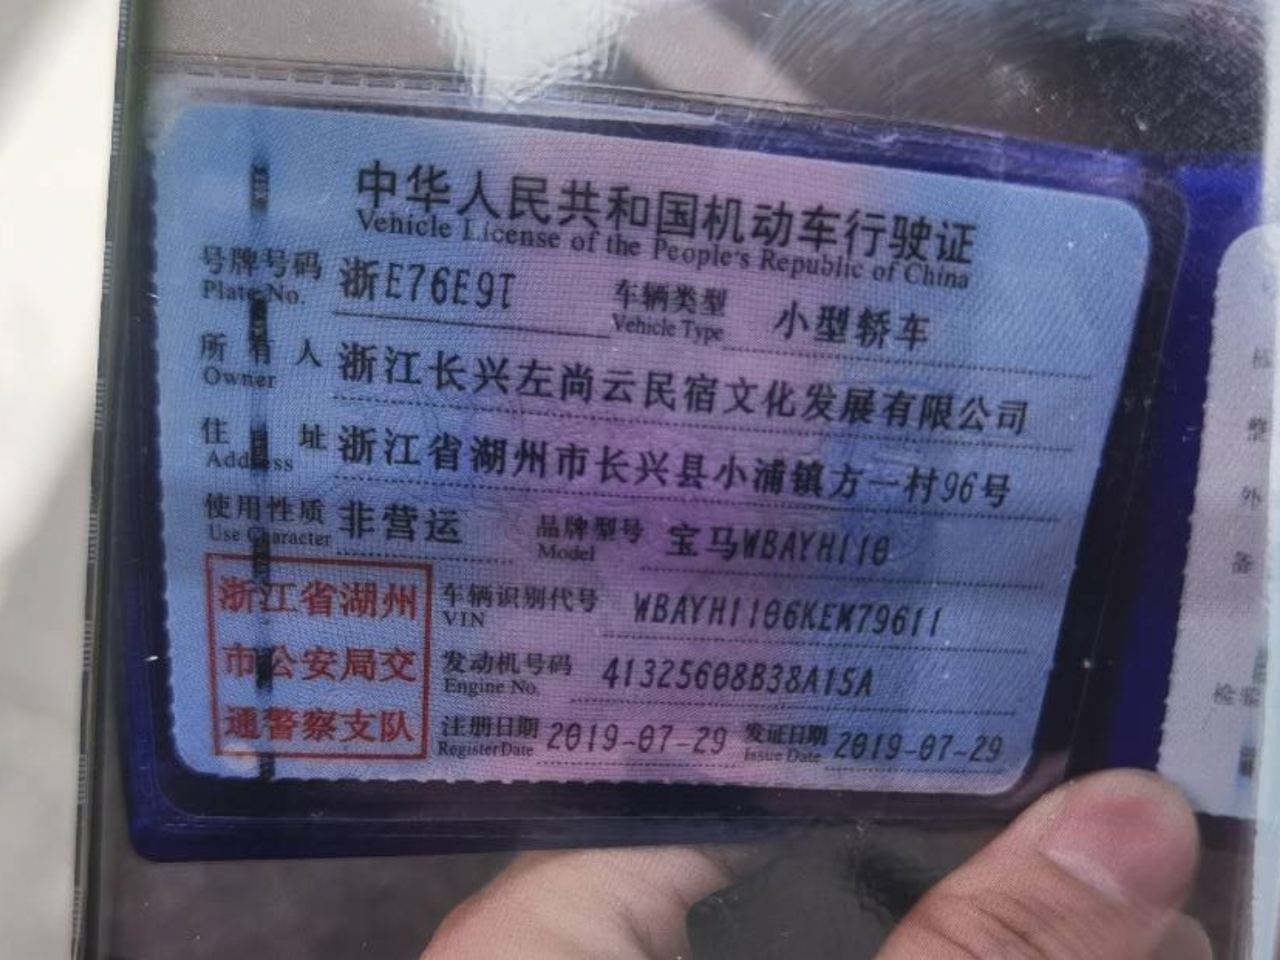 中华人民共和国机动车行驶证
Vehicle License of the People's Republic of China
号牌号码 浙E76E9T 车辆类型 小型轿车
Plate No. Vehicle Type
所有人 浙江长兴左尚云民宿文化发展有限公司
Owner
住址 浙江省湖州市长兴县小浦镇方一村96号
Address
使用性质 非营运 品牌型号 宝马WBAYH110
Use Character Model
浙江省湖州
市公安局交
通警察支队
车辆识别代号 WBAYH1106KEM79611
VIN
发动机号码 41325608B38A15A
Engine No.
注册日期 2019-07-29 发证日期 2019-07-29
Register Date Issue Date
整
外
备
检验